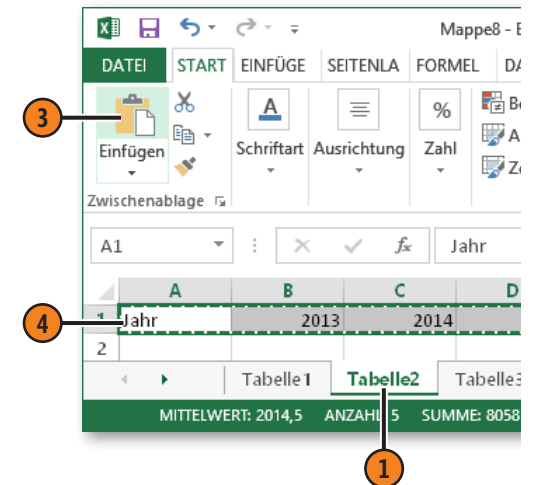 Mappe8 - E
DATEI START EINFÜGE SEITENLA FORMEL DA
3
Einfügen Schriftart Ausrichtung % Zahl
Zwischenablage
A1 fx Jahr
A B C D
4 1 Jahr 2013 2014
2
Tabelle1 Tabelle2 Tabelle3
MITTELWERT: 2014,5 ANZAHL 5 SUMME: 8058
1